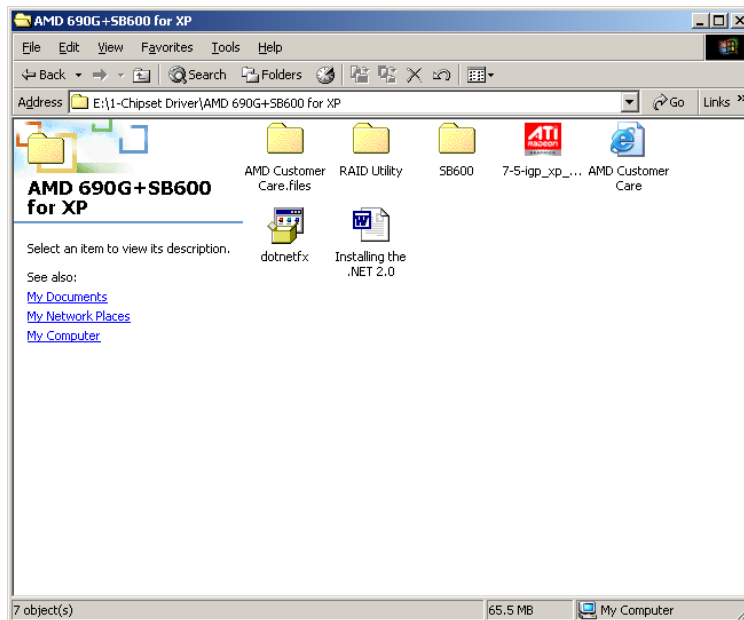 AMD 690G+SB600 for XP
File Edit View Favorites Tools Help
Back Search Folders
Address E:\1-Chipset Driver\AMD 690G+SB600 for XP Go Links »
AMD 690G+SB600
for XP
Select an item to view its description.
See also:
My Documents
My Network Places
My Computer
AMD Customer
Care.files
RAID Utility
SB600
ATI
RADEON
GRAPHICS
7-5-igp_xp_...
AMD Customer
Care
dotnetfx
Installing the
.NET 2.0
7 object(s) 65.5 MB My Computer